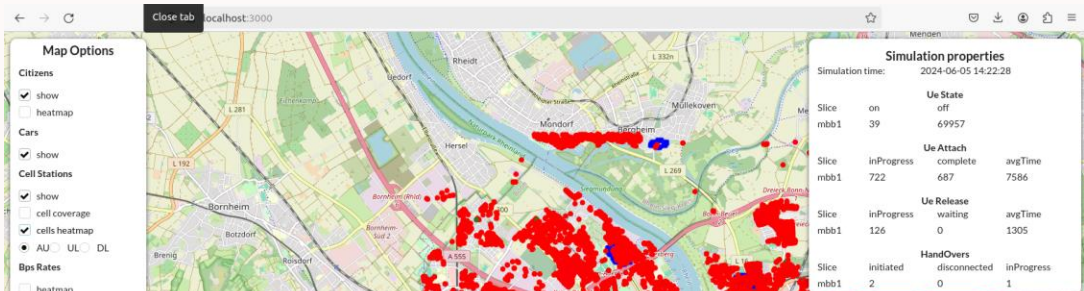 Close tab
localhost:3000
Map Options
Citizens
show
heatmap
Cars
show
Cell Stations
show
cell coverage
cells heatmap
AU UL DL
Bps Rates
heatmap
Rheidt
L 332n
Menden
Uedorf
Eichenkamp
L 281
Müllekoven
Mondorf
Bergheim
Hersel
L 269
L 192
Siegmündung
Bornheim (Rhld)
Bornheim
Bornheim-Süd 2
Botzdorf
Brenig
Roisdorf
A 555
L 16
Simulation properties
Simulation time: 2024-06-05 14:22:28
Ue State
Slice on off
mbb1 39 69957
Ue Attach
Slice inProgress complete avgTime
mbb1 722 687 7586
Ue Release
Slice inProgress waiting avgTime
mbb1 126 0 1305
HandOvers
Slice initiated disconnected inProgress
mbb1 2 0 1